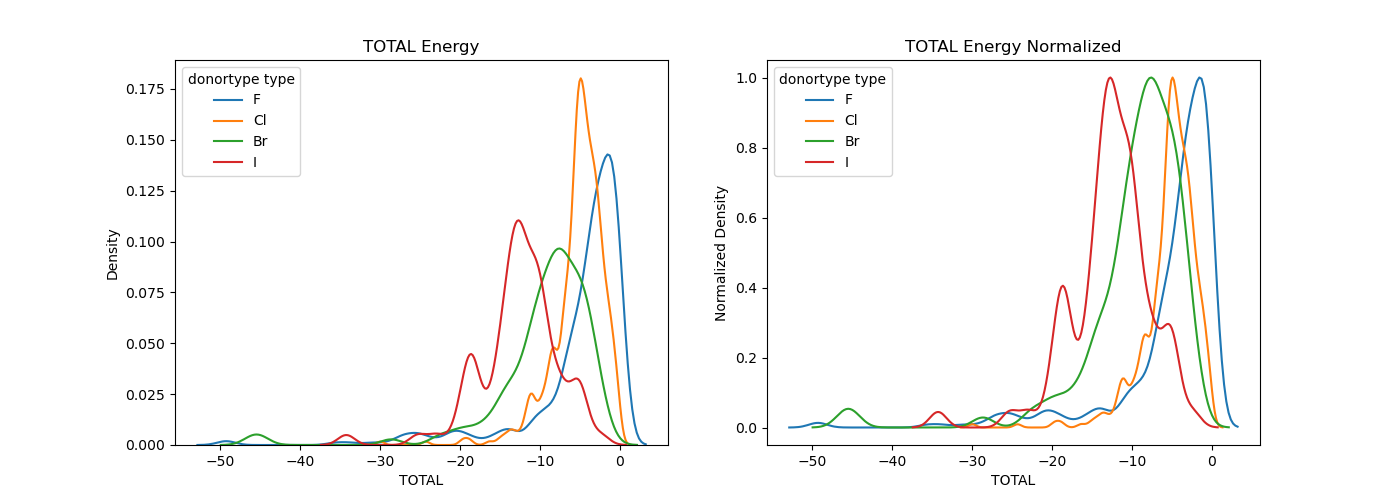 TOTAL Energy
donortype type
F
Cl
Br
I
Density
0.175
0.150
0.125
0.100
0.075
0.050
0.025
0.000
−50
−40
−30
−20
−10
0
TOTAL
TOTAL Energy Normalized
donortype type
F
Cl
Br
I
Normalized Density
1.0
0.8
0.6
0.4
0.2
0.0
−50
−40
−30
−20
−10
0
TOTAL